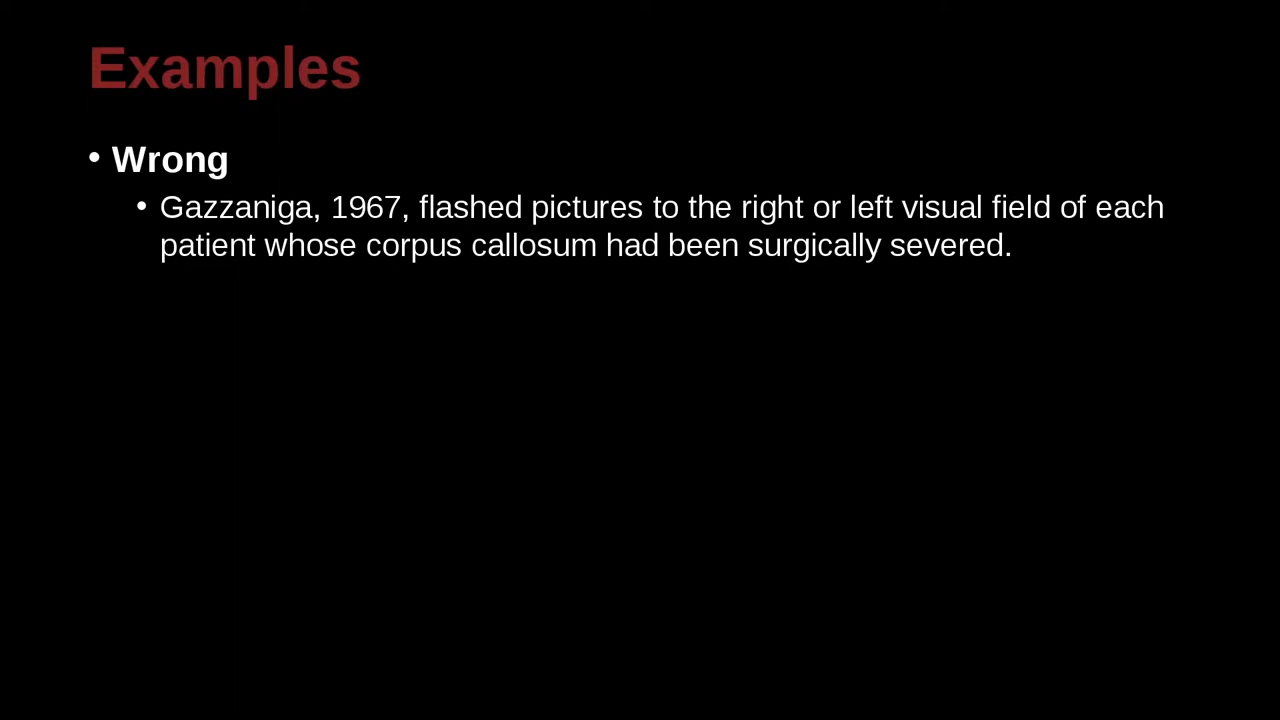 Examples
• Wrong
• Gazzaniga, 1967, flashed pictures to the right or left visual field of each
patient whose corpus callosum had been surgically severed.